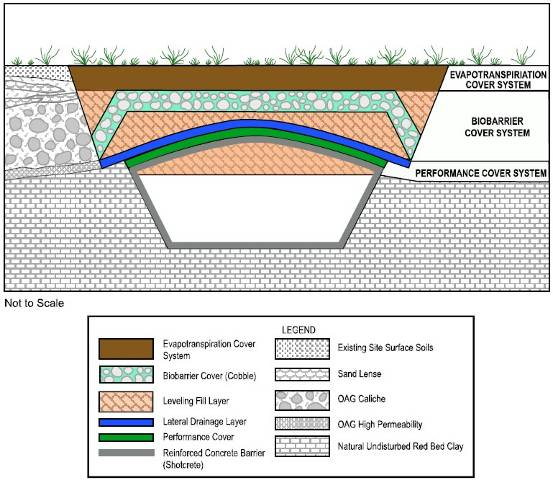 EVAPOTRANSPIRIATION
COVER SYSTEM
BIOBARRIER
COVER SYSTEM
PERFORMANCE COVER SYSTEM
Not to Scale
LEGEND
Evapotranspiration Cover
System
Biobarrier Cover (Cobble)
Leveling Fill Layer
Lateral Drainage Layer
Performance Cover
Reinforced Concrete Barrier
(Shotcrete)
Existing Site Surface Soils
Sand Lense
OAG Caliche
OAG High Permeability
Natural Undisturbed Red Bed Clay